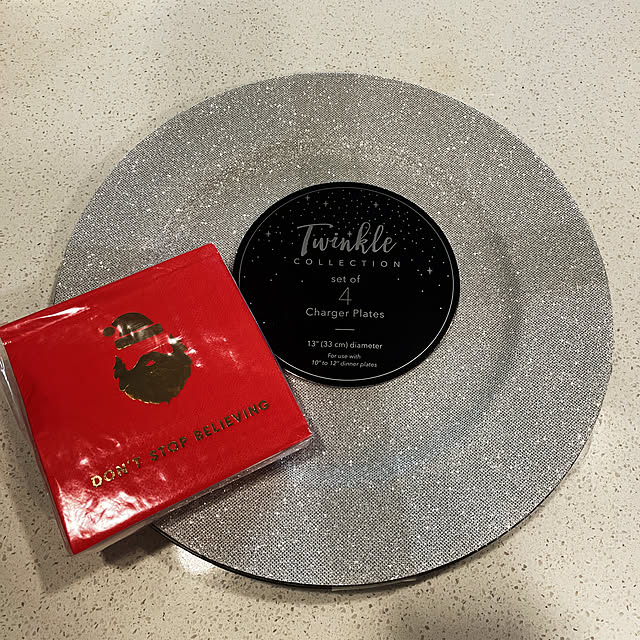 Twinkle
COLLECTION
set of
4
Charger Plates
13" (33 cm) diameter
For use with
10" to 12" dinner plates
DON'T STOP BELIEVING